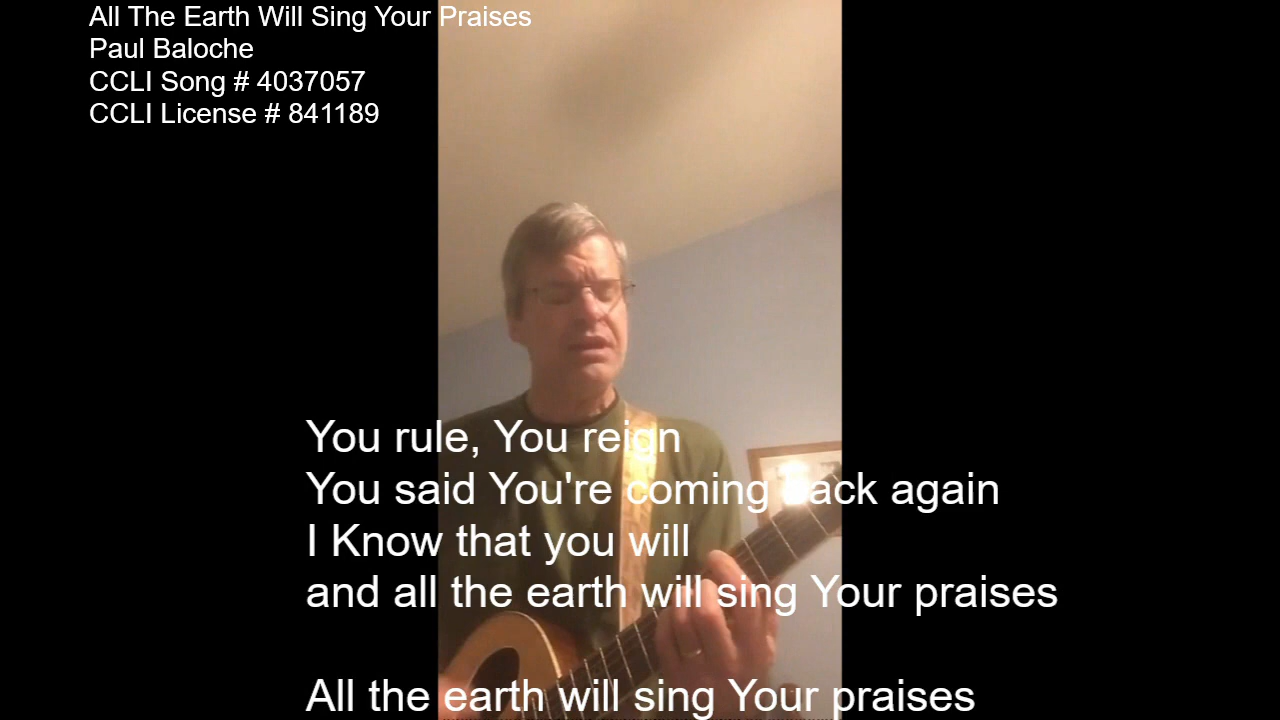 All The Earth Will Sing Your Praises
Paul Baloche
CCLI Song # 4037057
CCLI License # 841189
You rule, You reign
You said You're coming back again
I Know that you will
and all the earth will sing Your praises
All the earth will sing Your praises